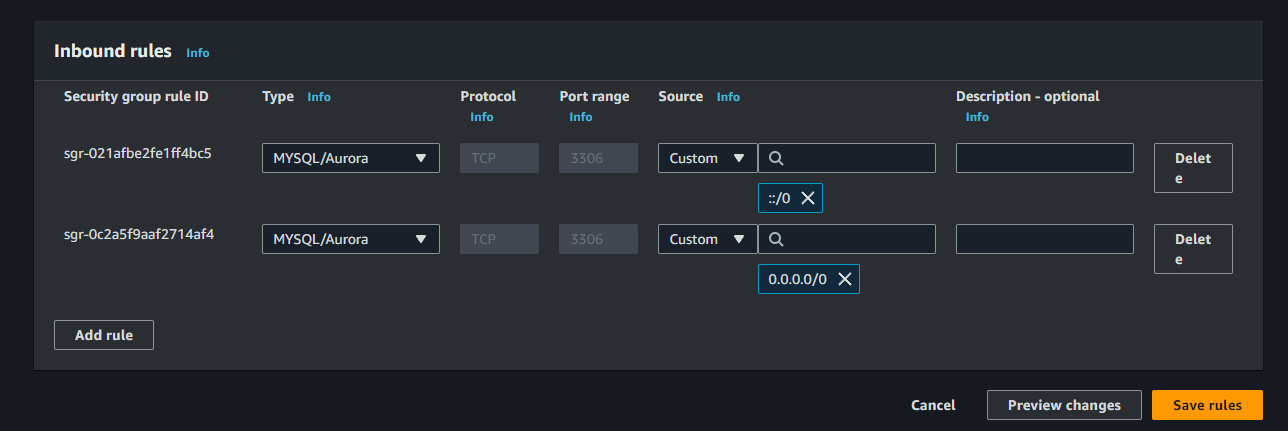 Inbound rules Info
Security group rule ID Type Info Protocol Port range Source Info Description - optional
Info Info Info
sgr-021afbe2fe1ff4bc5 MYSQL/Aurora TCP 3306 Custom Delet
e
::/0
sgr-0c2a5f9aaf2714af4 MYSQL/Aurora TCP 3306 Custom Delet
e
0.0.0.0/0
Add rule
Cancel Preview changes Save rules